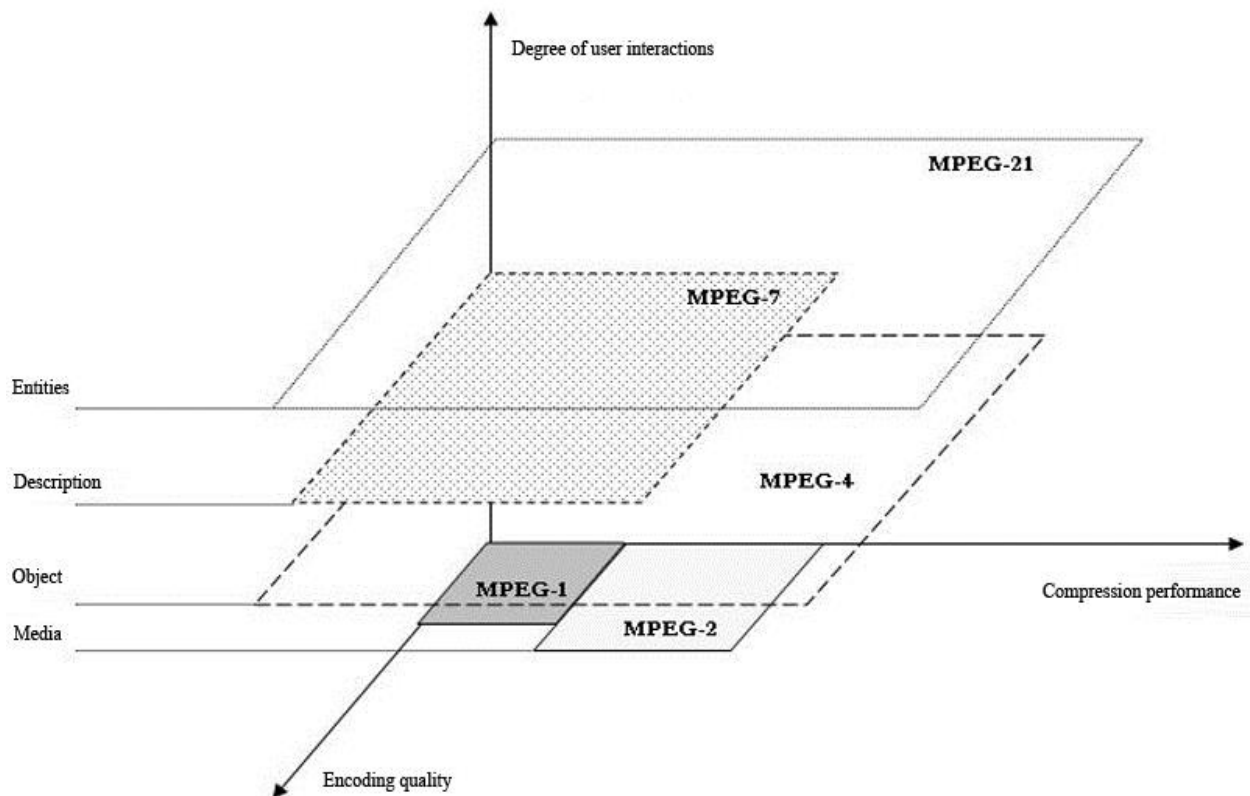 Degree of user interactions
MPEG-21
MPEG-7
Entities
Description
MPEG-4
Object
MPEG-1
Compression performance
Media
MPEG-2
Encoding quality